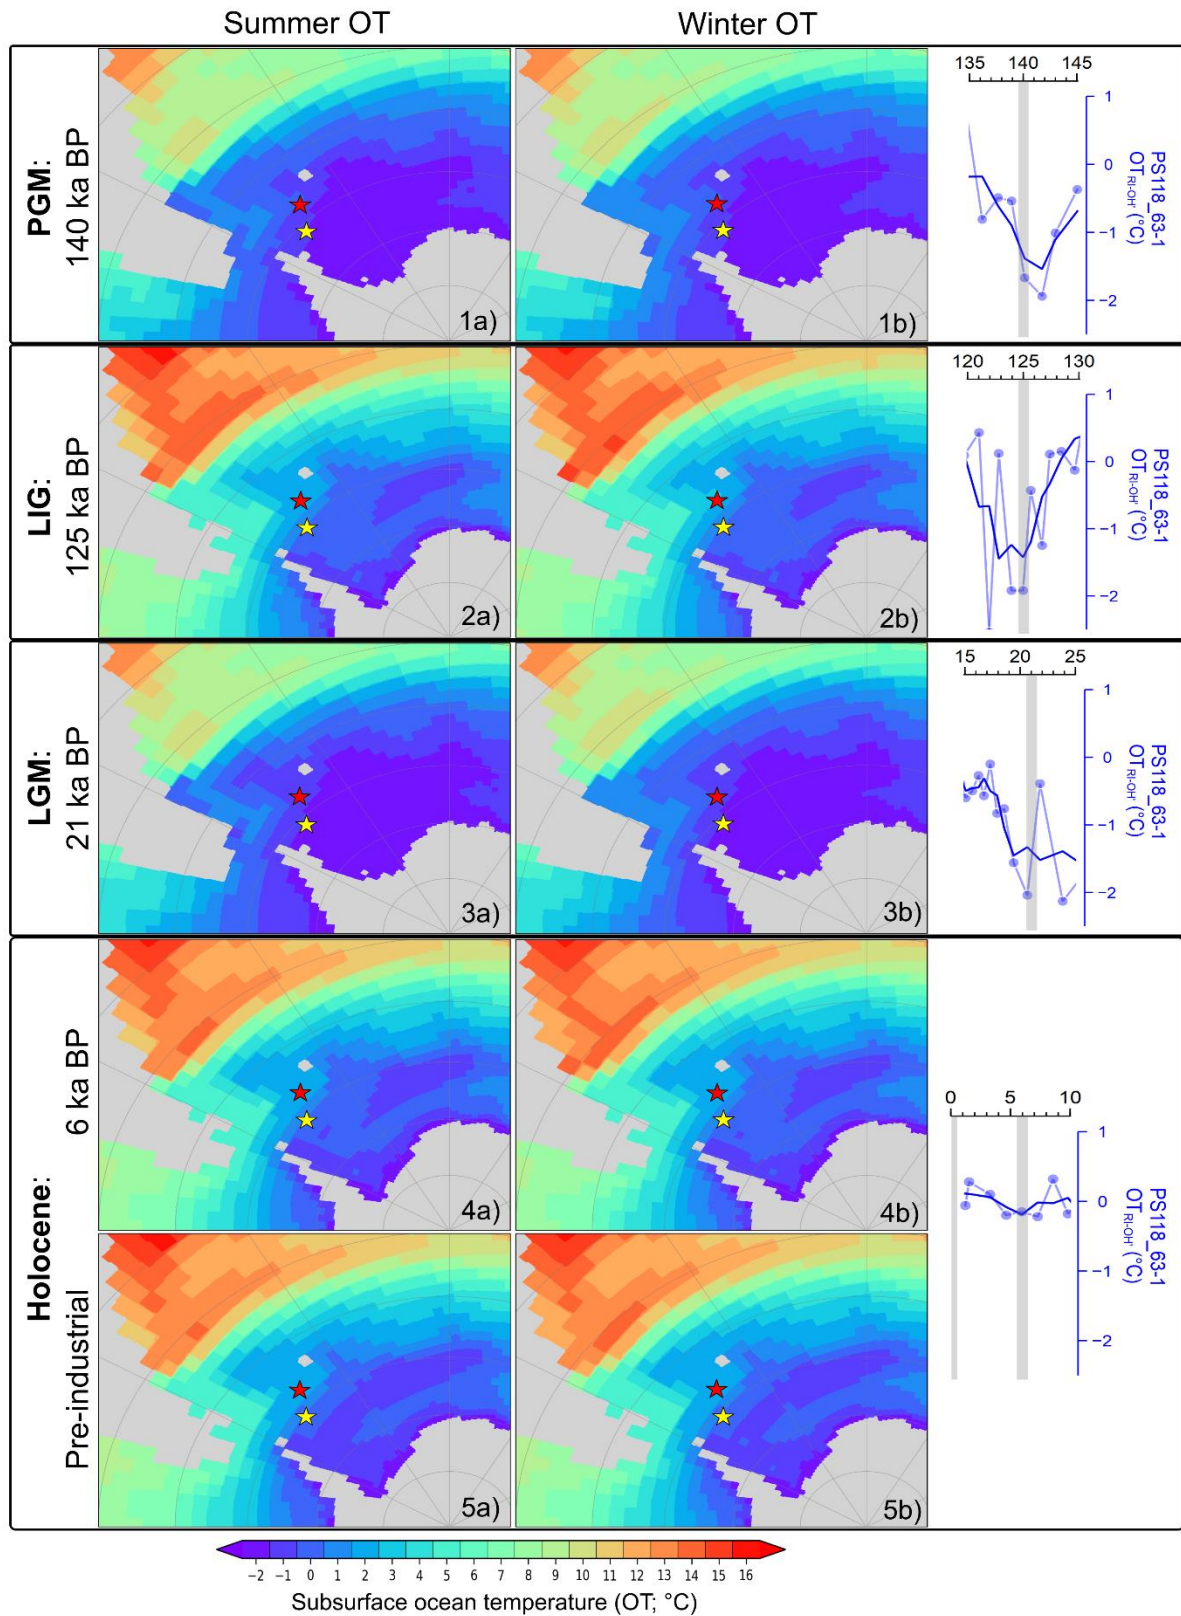 Summer OT
Winter OT
PGM:
140 ka BP
1a)
1b)
135 140 145
1
0
−1
−2
PS118_63-1
OT_RI-OH' (°C)
LIG:
125 ka BP
2a)
2b)
120 125 130
1
0
−1
−2
PS118_63-1
OT_RI-OH' (°C)
LGM:
21 ka BP
3a)
3b)
15 20 25
1
0
−1
−2
PS118_63-1
OT_RI-OH' (°C)
Holocene:
6 ka BP
4a)
4b)
0 5 10
1
0
−1
−2
PS118_63-1
OT_RI-OH' (°C)
Pre-industrial
5a)
5b)
−2 −1 0 1 2 3 4 5 6 7 8 9 10 11 12 13 14 15 16
Subsurface ocean temperature (OT; °C)